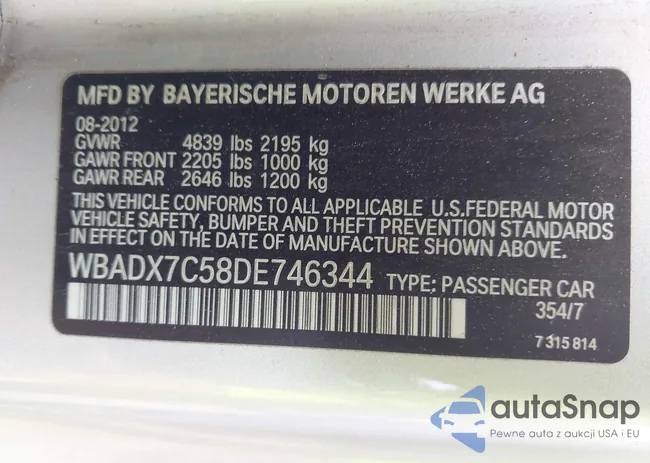 MFD BY BAYERISCHE MOTOREN WERKE AG
08-2012
GVWR 4839 lbs 2195 kg
GAWR FRONT 2205 lbs 1000 kg
GAWR REAR 2646 lbs 1200 kg
THIS VEHICLE CONFORMS TO ALL APPLICABLE U.S.FEDERAL MOTOR
VEHICLE SAFETY, BUMPER AND THEFT PREVENTION STANDARDS
IN EFFECT ON THE DATE OF MANUFACTURE SHOWN ABOVE.
WBADX7C58DE746344 TYPE: PASSENGER CAR
354/7
7 315 814
autaSnap
Pewne auta z aukcji USA i EU